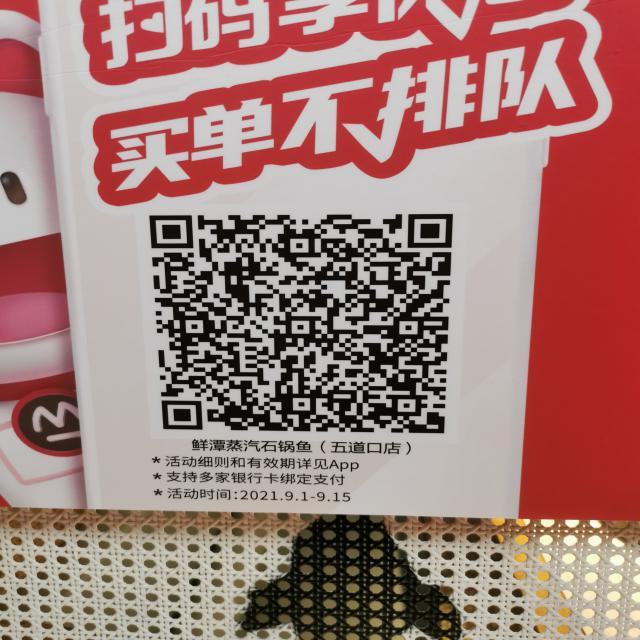 扫码享闪
买单不排队
鲜潭蒸汽石锅鱼（五道口店）
* 活动细则和有效期详见App
* 支持多家银行卡绑定支付
* 活动时间:2021.9.1-9.15